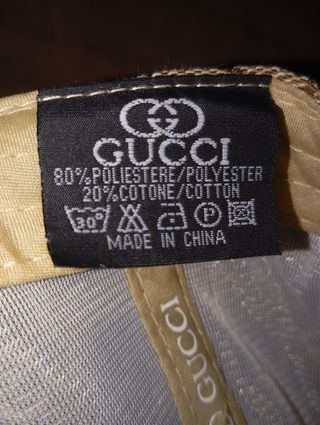 GUCCI
80%POLIESTERE/POLYESTER
20%COTONE/COTTON
30° P
MADE IN CHINA
GUCCI